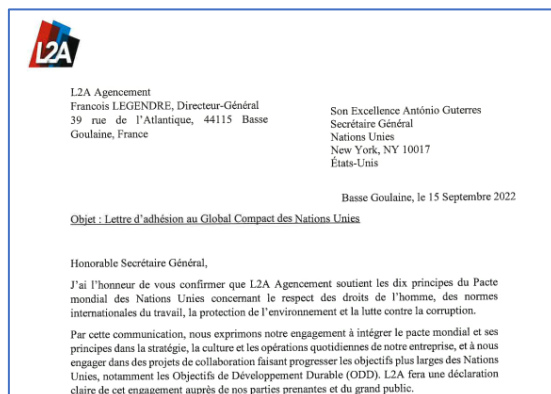 L2A
L2A Agencement
Francois LEGENDRE, Directeur-Général
39 rue de l'Atlantique, 44115 Basse
Goulaine, France
Son Excellence António Guterres
Secrétaire Général
Nations Unies
New York, NY 10017
États-Unis
Basse Goulaine, le 15 Septembre 2022
Objet : Lettre d'adhésion au Global Compact des Nations Unies
Honorable Secrétaire Général,
J'ai l'honneur de vous confirmer que L2A Agencement soutient les dix principes du Pacte
mondial des Nations Unies concernant le respect des droits de l'homme, des normes
internationales du travail, la protection de l'environnement et la lutte contre la corruption.
Par cette communication, nous exprimons notre engagement à intégrer le pacte mondial et ses
principes dans la stratégie, la culture et les opérations quotidiennes de notre entreprise, et à nous
engager dans des projets de collaboration faisant progresser les objectifs plus larges des Nations
Unies, notamment les Objectifs de Développement Durable (ODD). L2A fera une déclaration
claire de cet engagement auprès de nos parties prenantes et du grand public.